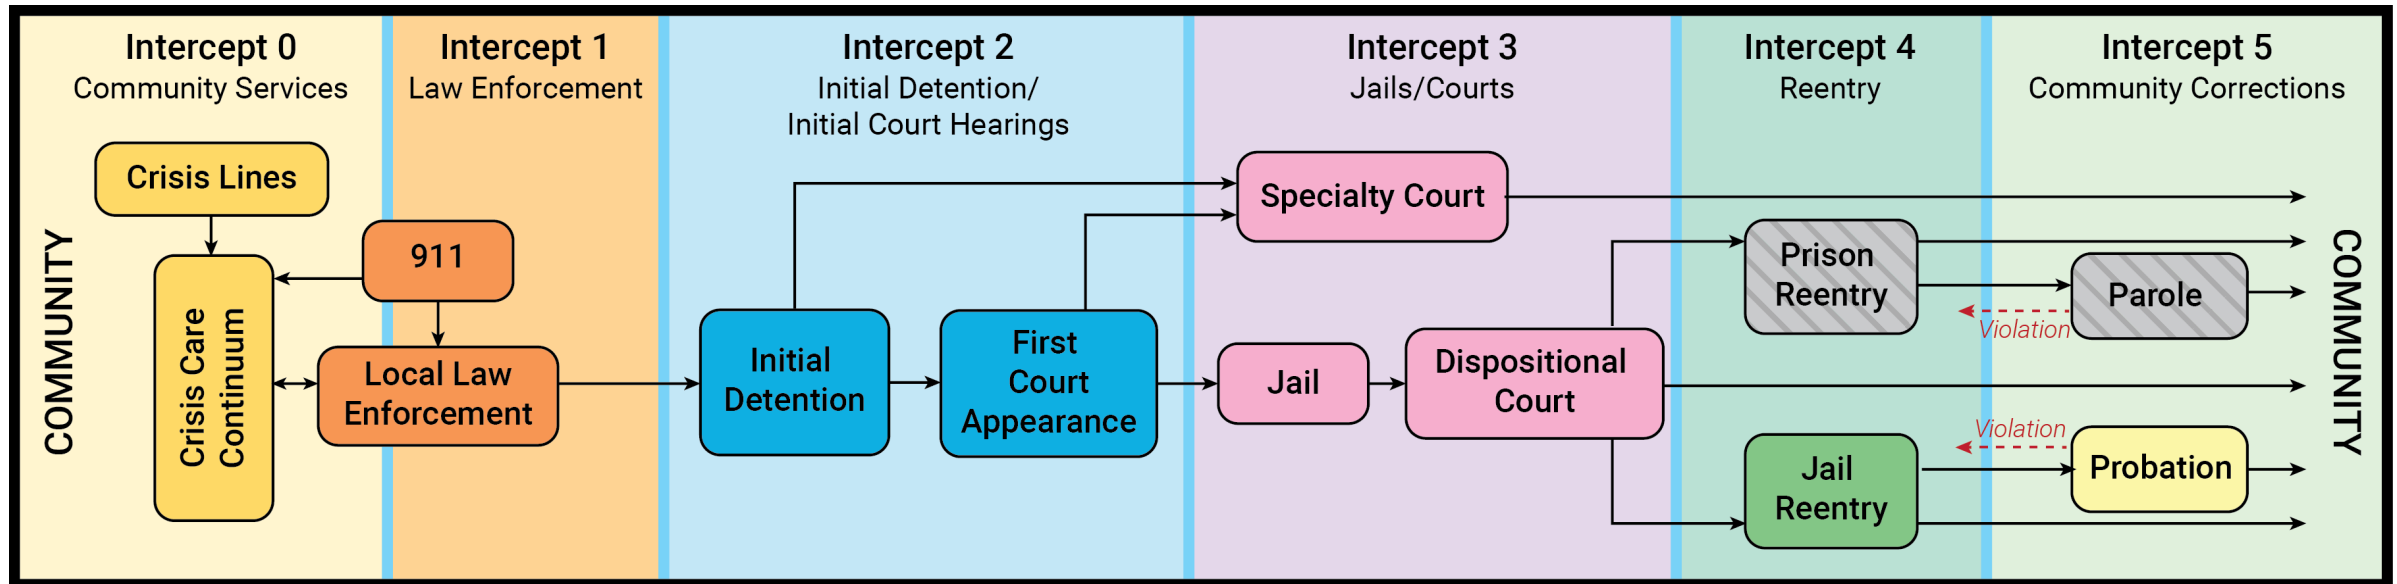 Intercept 0
Community Services
Intercept 1
Law Enforcement
Intercept 2
Initial Detention/
Initial Court Hearings
Intercept 3
Jails/Courts
Intercept 4
Reentry
Intercept 5
Community Corrections
COMMUNITY
Crisis Lines
Crisis Care
Continuum
911
Local Law
Enforcement
Initial
Detention
First
Court
Appearance
Specialty Court
Jail
Dispositional
Court
Prison
Reentry
Jail
Reentry
Parole
Violation
Violation
Probation
COMMUNITY